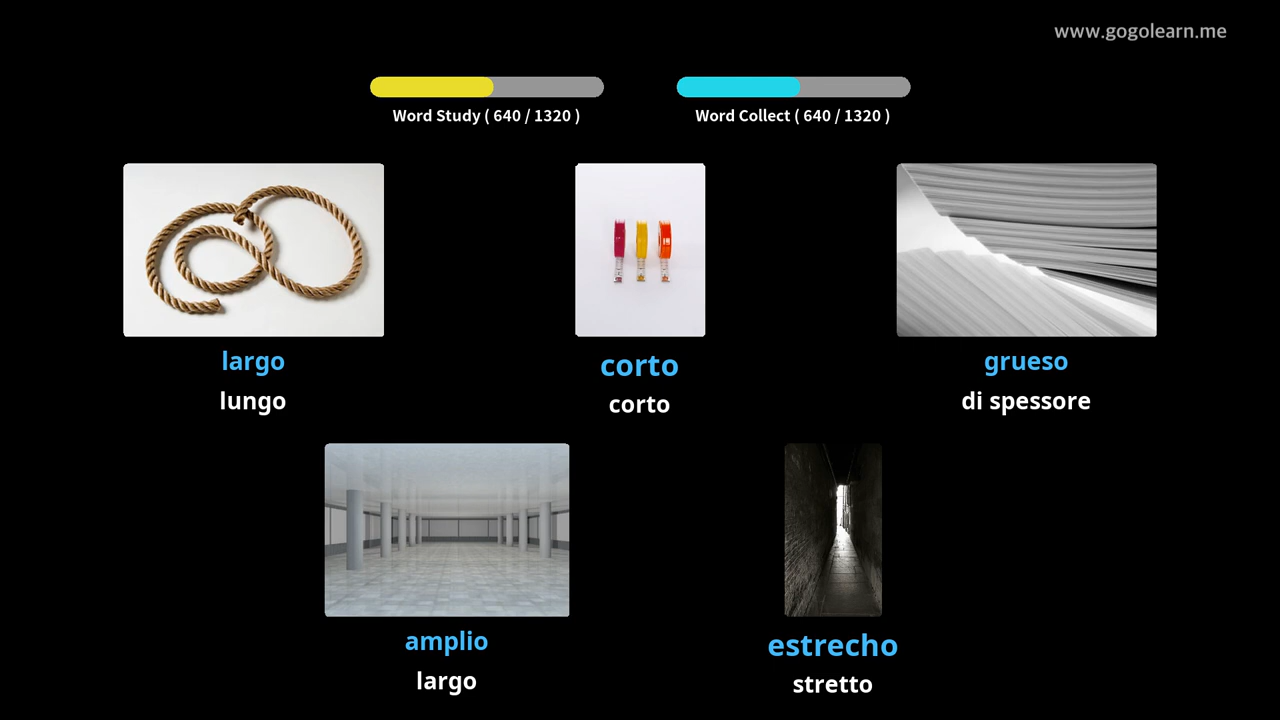 www.gogolearn.me
Word Study ( 640 / 1320 )
Word Collect ( 640 / 1320 )
largo
lungo
corto
corto
grueso
di spessore
amplio
largo
estrecho
stretto